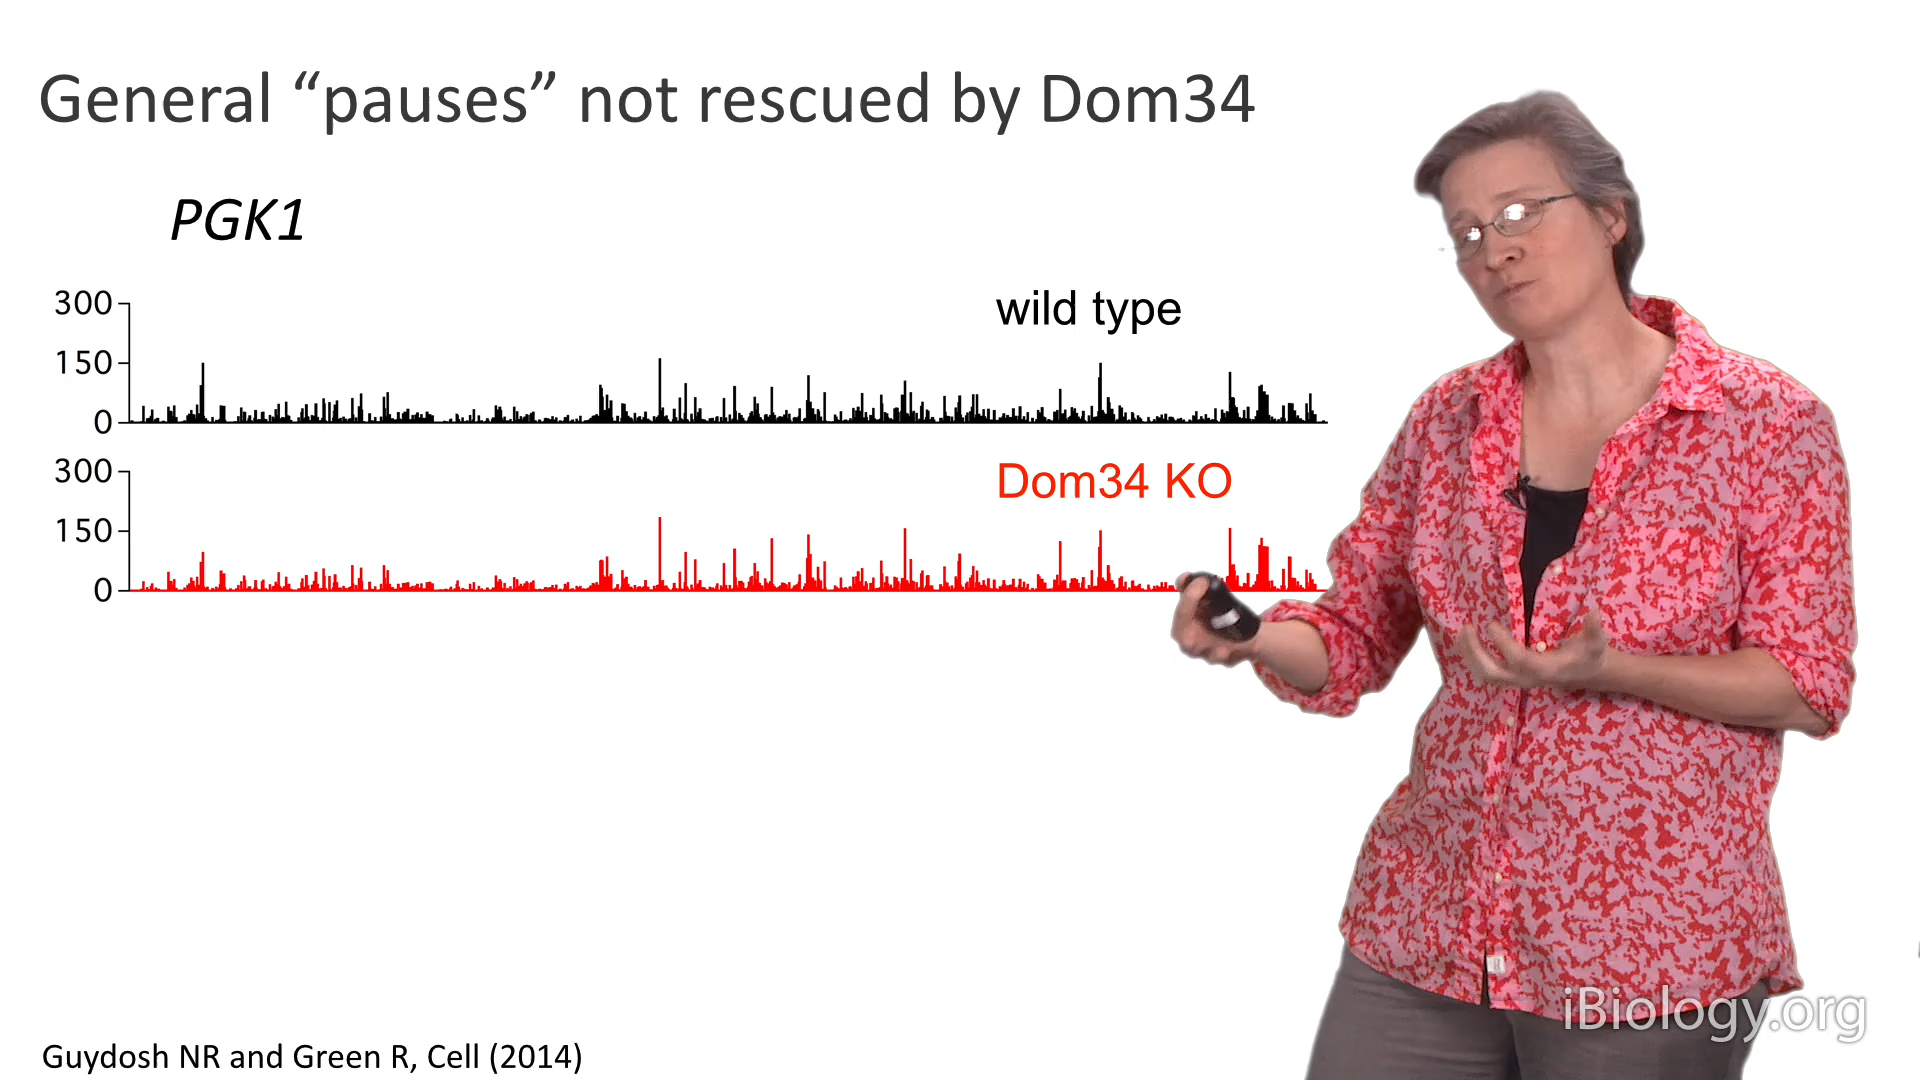 General “pauses” not rescued by Dom34
PGK1
300
wild type
150
0
300
Dom34 KO
150
0
iBiology.org
Guydosh NR and Green R, Cell (2014)